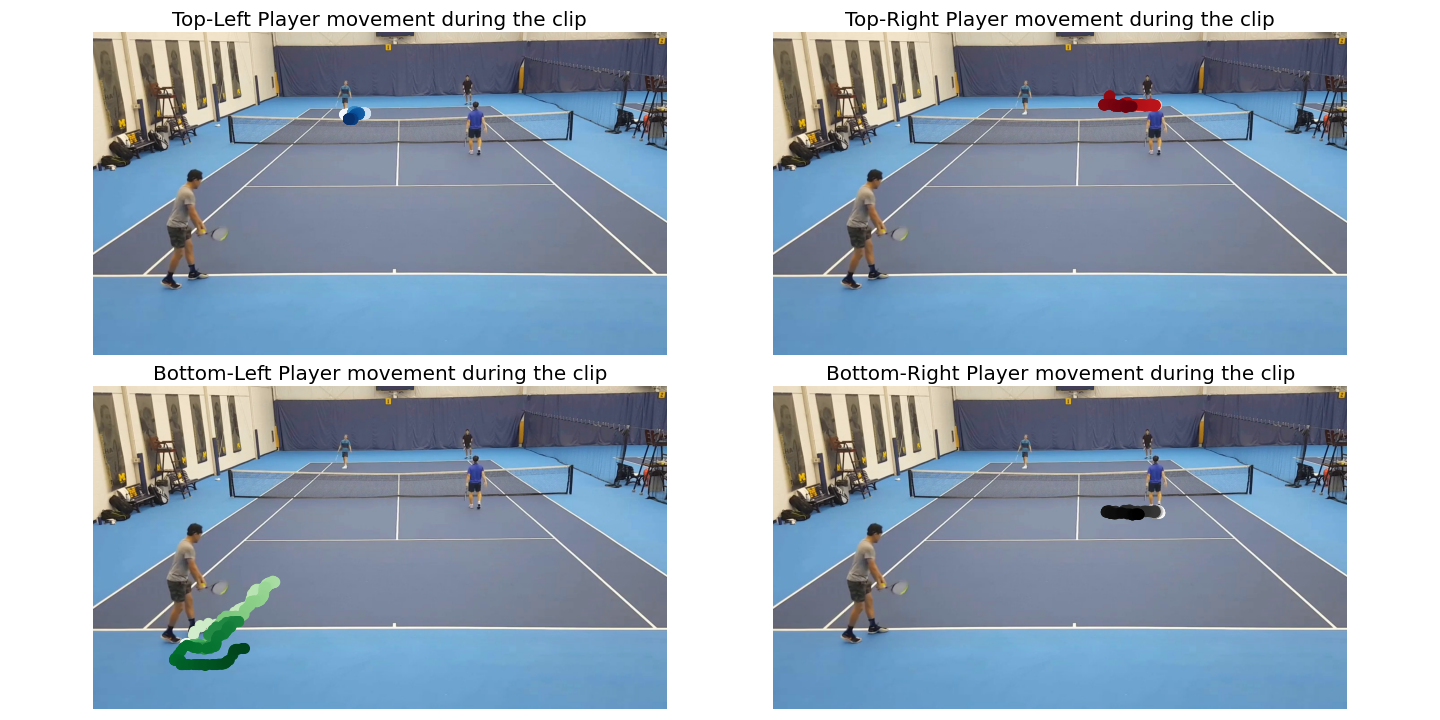 Top-Left Player movement during the clip
Top-Right Player movement during the clip
Bottom-Left Player movement during the clip
Bottom-Right Player movement during the clip